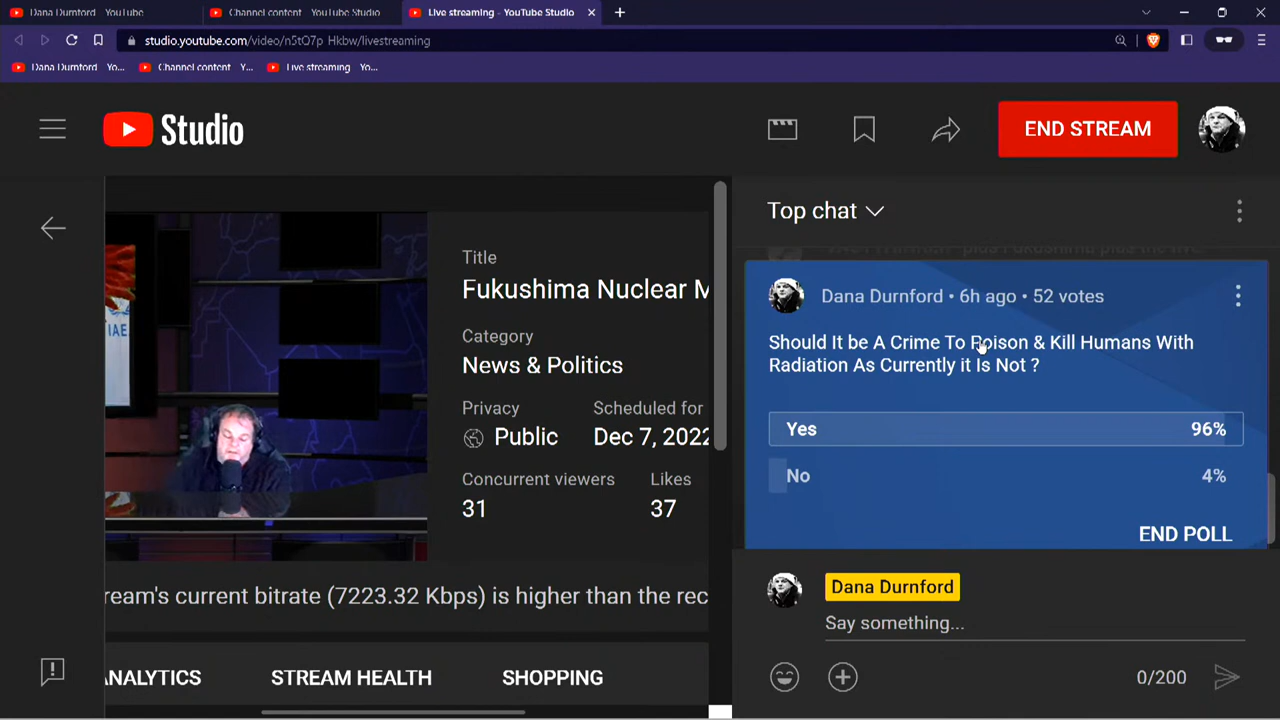 Dana Durnford YouTube
Channel content YouTube Studio
Live streaming - YouTube Studio
studio.youtube.com/video/n5tQ7p Hkbw/livestreaming
Dana Durnford Yo...
Channel content Y...
Live streaming Yo...
Studio
END STREAM
Top chat
Title
Fukushima Nuclear M
Category
News & Politics
Privacy
Scheduled for
Public
Dec 7, 2022
Concurrent viewers
Likes
31
37
ream's current bitrate (7223.32 Kbps) is higher than the rec
ANALYTICS
STREAM HEALTH
SHOPPING
Dana Durnford • 6h ago • 52 votes
Should It be A Crime To Poison & Kill Humans With
Radiation As Currently it Is Not ?
Yes
96%
No
4%
END POLL
Dana Durnford
Say something...
0/200
IAE